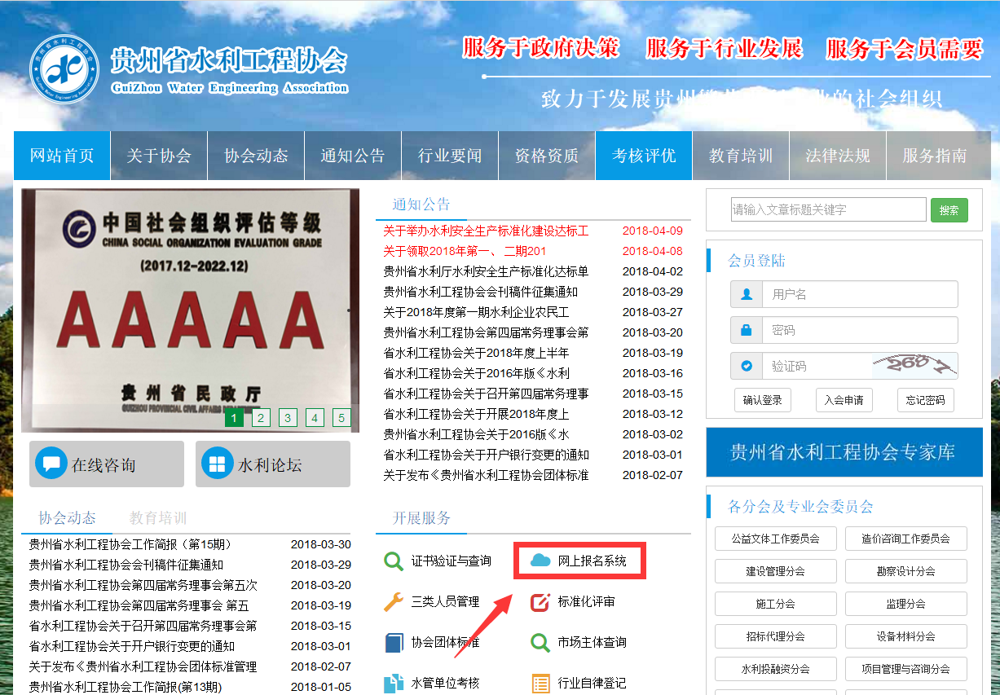 贵州省水利工程协会
GuiZhou Water Engineering Association
服务于政府决策 服务于行业发展 服务于会员需要
致力于发展贵州 业的社会组织
网站首页 关于协会 协会动态 通知公告 行业要闻 资格资质 考核评优 教育培训 法律法规 服务指南
中国社会组织评估等级
CHINA SOCIAL ORGANIZATION EVALUATION GRADE
(2017.12-2022.12)
AAAAA
贵州省民政厅
GUIZHOU PROVINCIAL CIVIL AFFAIRS DEPARTMENT
1 2 3 4 5
在线咨询 水利论坛
通知公告
关于举办水利安全生产标准化建设达标工 2018-04-09
关于领取2018年第一、二期201 2018-04-08
贵州省水利厅水利安全生产标准化达标单 2018-04-02
贵州省水利工程协会会刊稿件征集通知 2018-03-29
关于2018年度第一期水利企业农民工 2018-03-27
贵州省水利工程协会第四届常务理事会第 2018-03-20
省水利工程协会关于2018年度上半年 2018-03-19
省水利工程协会关于2016年版《水利 2018-03-16
省水利工程协会关于召开第四届常务理事 2018-03-15
省水利工程协会关于开展2018年度上 2018-03-12
贵州省水利工程协会关于2016版《水 2018-03-02
省水利工程协会关于开户银行变更的通知 2018-03-01
关于发布《贵州省水利工程协会团体标准 2018-02-07
请输入文章标题关键字 搜索
会员登陆
用户名
密码
验证码 2687
确认登录 入会申请 忘记密码
贵州省水利工程协会专家库
协会动态 教育培训
贵州省水利工程协会工作简报（第15期） 2018-03-30
贵州省水利工程协会会刊稿件征集通知 2018-03-29
贵州省水利工程协会第四届常务理事会第五次 2018-03-20
贵州省水利工程协会第四届常务理事会 第五 2018-03-19
省水利工程协会关于召开第四届常务理事会第 2018-03-15
省水利工程协会关于开户银行变更的通知 2018-03-01
关于发布《贵州省水利工程协会团体标准管理 2018-02-07
贵州省水利工程协会工作简报(第13期) 2018-01-05
开展服务
证书验证与查询 网上报名系统
三类人员管理 标准化评审
协会团体标准 市场主体查询
水管单位考核 行业自律登记
各分会及专业会委员会
公益文体工作委员会 造价咨询工作委员会
建设管理分会 勘察设计分会
施工分会 监理分会
招标代理分会 设备材料分会
水利投融资分会 项目管理与咨询分会